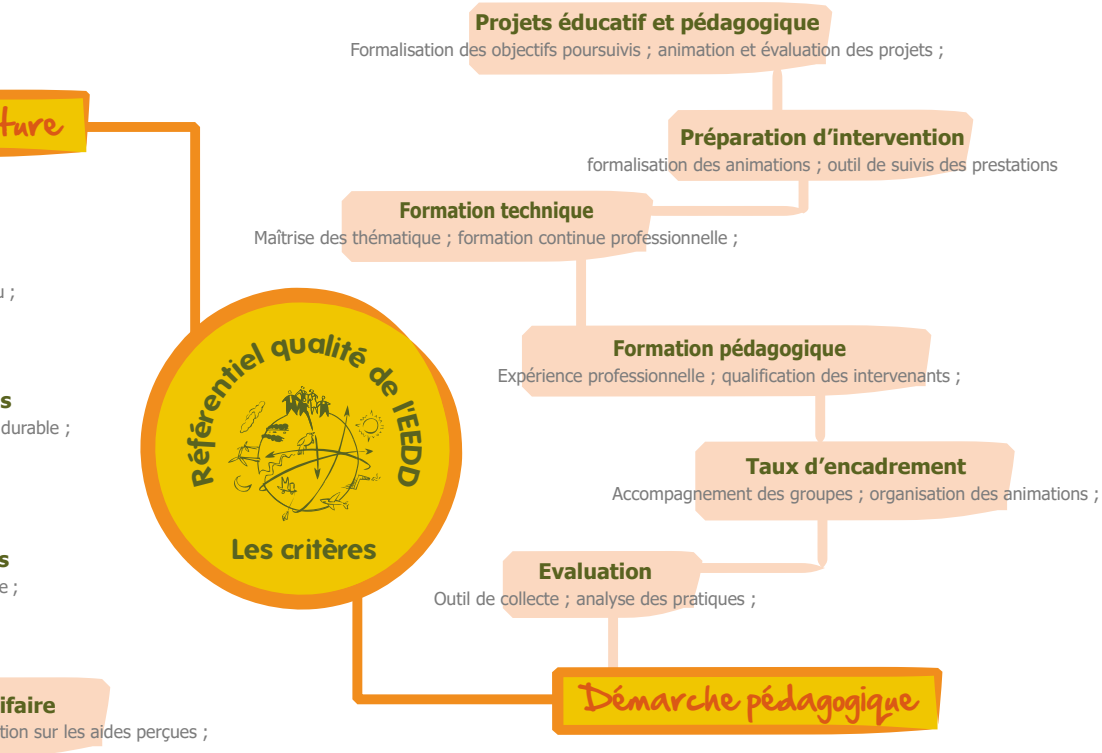 Projets éducatif et pédagogique
Formalisation des objectifs poursuivis ; animation et évaluation des projets ;
Préparation d'intervention
formalisation des animations ; outil de suivis des prestations
Formation technique
Maîtrise des thématique ; formation continue professionnelle ;
Formation pédagogique
Expérience professionnelle ; qualification des intervenants ;
Taux d'encadrement
Accompagnement des groupes ; organisation des animations ;
Evaluation
Outil de collecte ; analyse des pratiques ;
Démarche pédagogique
Référentiel qualité de l'EEDD
Mn
Les critères
ture
u ;
s
durable ;
s
e ;
ifaire
tion sur les aides perçues ;